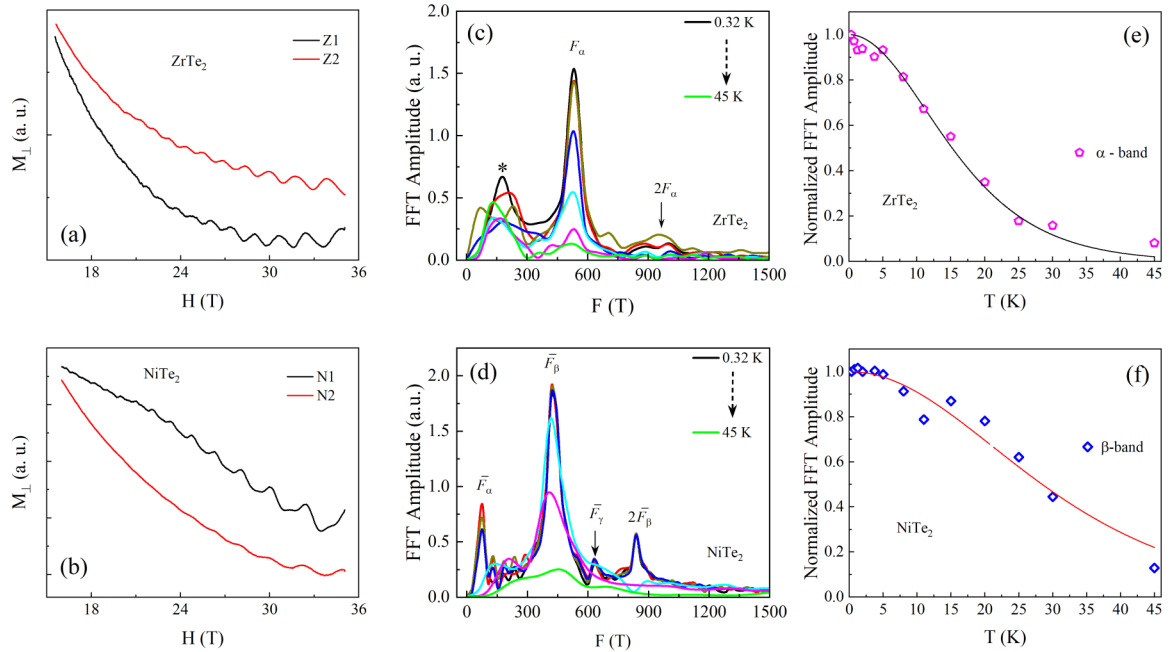 M⊥ (a. u.)
ZrTe2
Z1
Z2
(a)
18 24 30 36
H (T)
(c)
Fα
0.32 K
45 K
*
2Fα
ZrTe2
FFT Amplitude (a. u.)
2.0
1.5
1.0
0.5
0.0
0 300 600 900 1200 1500
F (T)
(e)
Normalized FFT Amplitude
1.0
0.8
0.6
0.4
0.2
0.0
α - band
ZrTe2
0 5 10 15 20 25 30 35 40 45
T (K)
M⊥ (a. u.)
NiTe2
N1
N2
(b)
18 24 30 36
H (T)
(d)
F̄β
0.32 K
45 K
F̄α
F̄γ
2F̄β
NiTe2
FFT Amplitude (a.u.)
2.0
1.5
1.0
0.5
0.0
0 300 600 900 1200 1500
F (T)
(f)
Normalized FFT Amplitude
1.0
0.8
0.6
0.4
0.2
0.0
β-band
NiTe2
0 5 10 15 20 25 30 35 40 45
T (K)